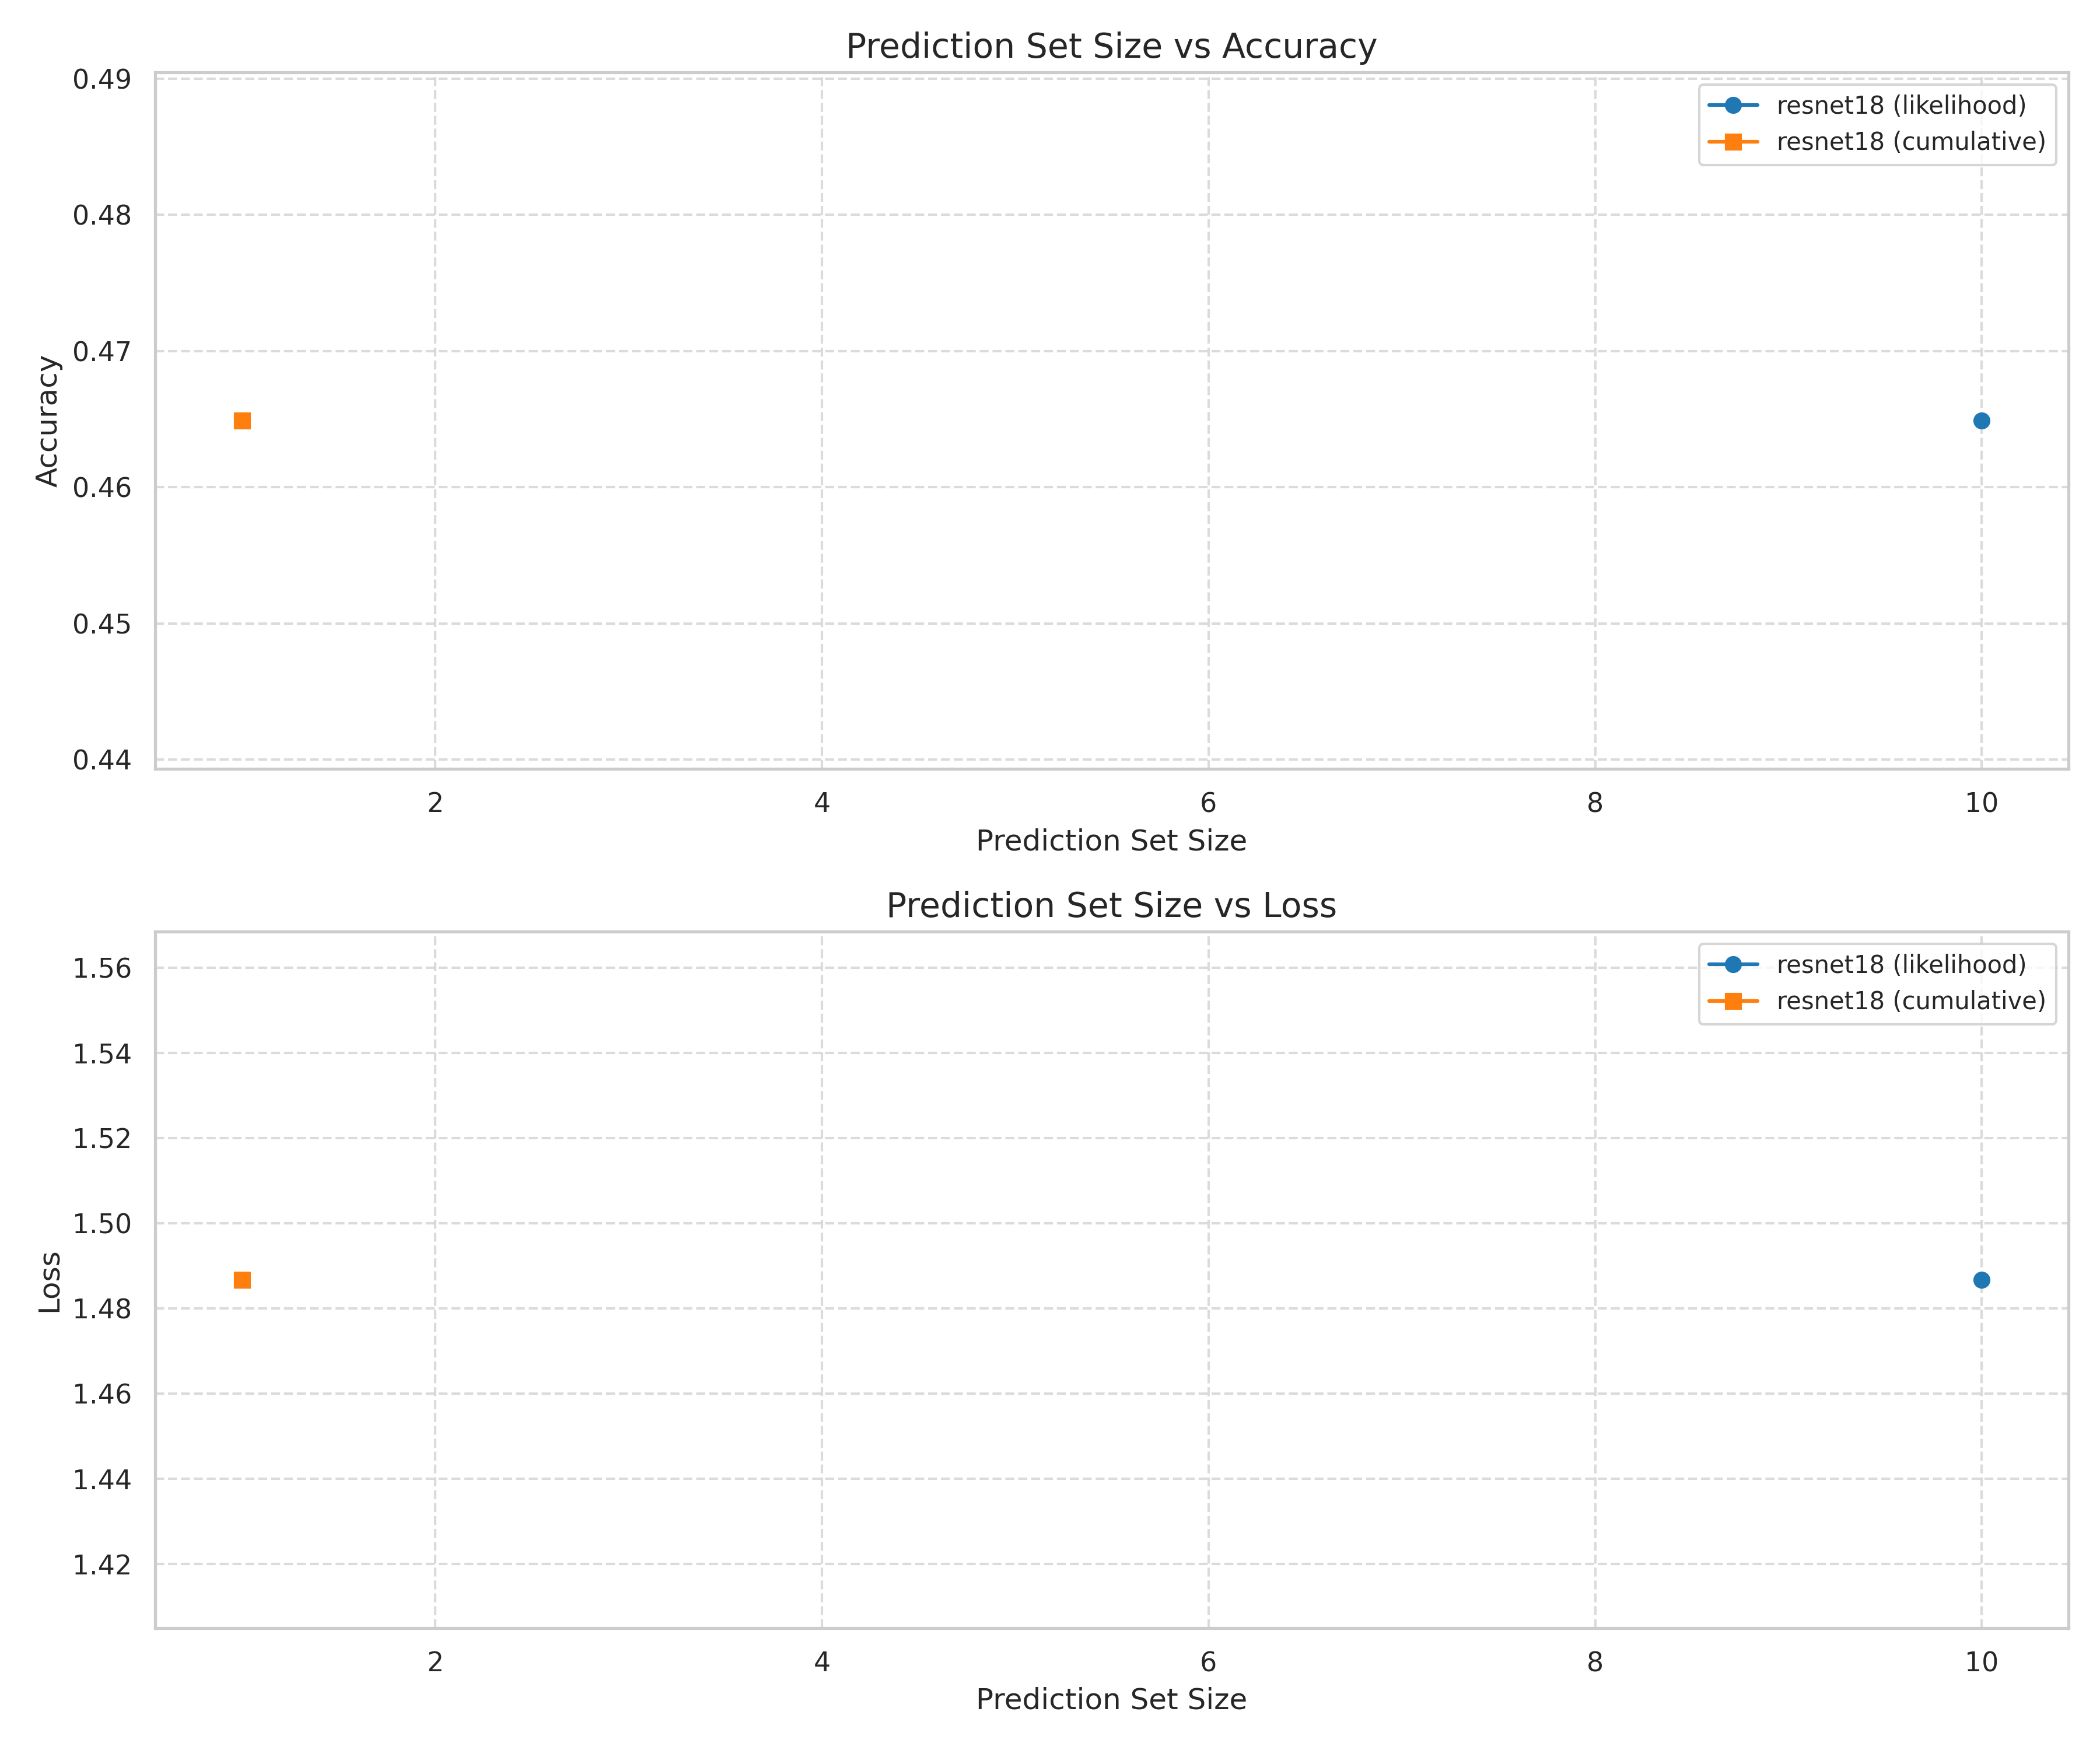 Prediction Set Size vs Accuracy
0.49
0.48
0.47
0.46
0.45
0.44
Accuracy
resnet18 (likelihood)
resnet18 (cumulative)
2 4 6 8 10
Prediction Set Size
Prediction Set Size vs Loss
1.56
1.54
1.52
1.50
1.48
1.46
1.44
1.42
Loss
resnet18 (likelihood)
resnet18 (cumulative)
2 4 6 8 10
Prediction Set Size